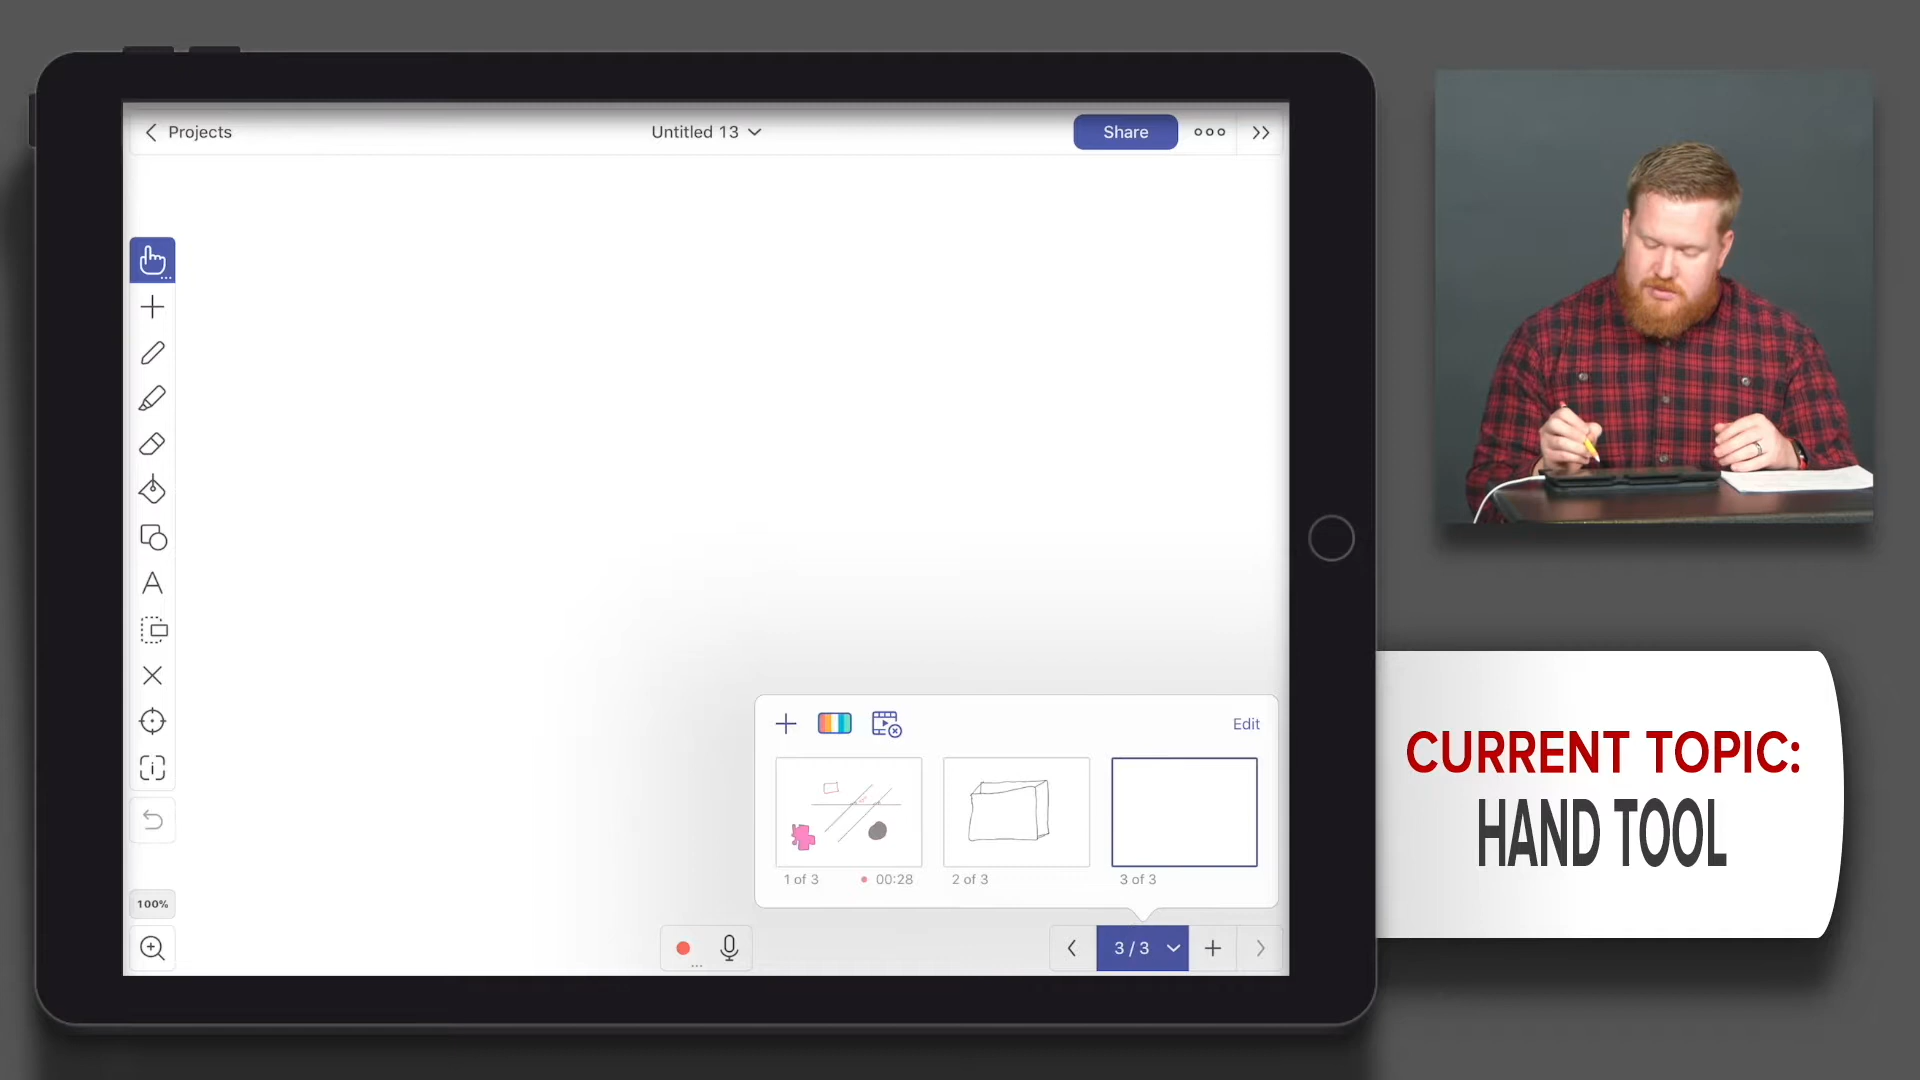 Projects
Untitled 13
Share
A
100%
Edit
1 of 3
00:28
2 of 3
3 of 3
3 / 3
CURRENT TOPIC:
HAND TOOL